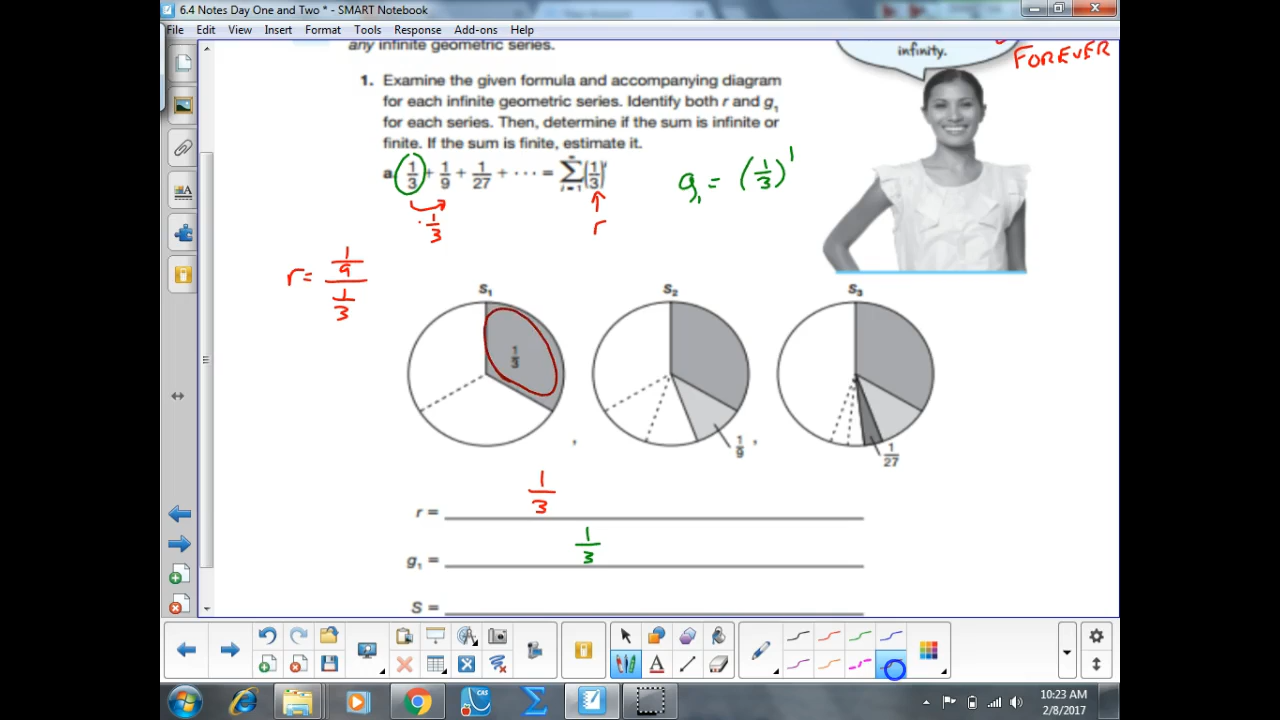 6.4 Notes Day One and Two * - SMART Notebook
File Edit View Insert Format Tools Response Add-ons Help
any infinite geometric series.
infinity.
FOREVER
1. Examine the given formula and accompanying diagram
for each infinite geometric series. Identify both r and g₁
for each series. Then, determine if the sum is infinite or
finite. If the sum is finite, estimate it.
a. 1/3 + 1/9 + 1/27 + ··· = ∞ Σ i = 1 (1/3)^i
g₁ = (1/3)^1
· 1/3
r
r = 1/9 / 1/3
S₁ S₂ S₃
1/3
, 1/9 , 1/27
r = 1/3
g₁ = 1/3
S =
A
CAS
Σ
10:23 AM
2/8/2017